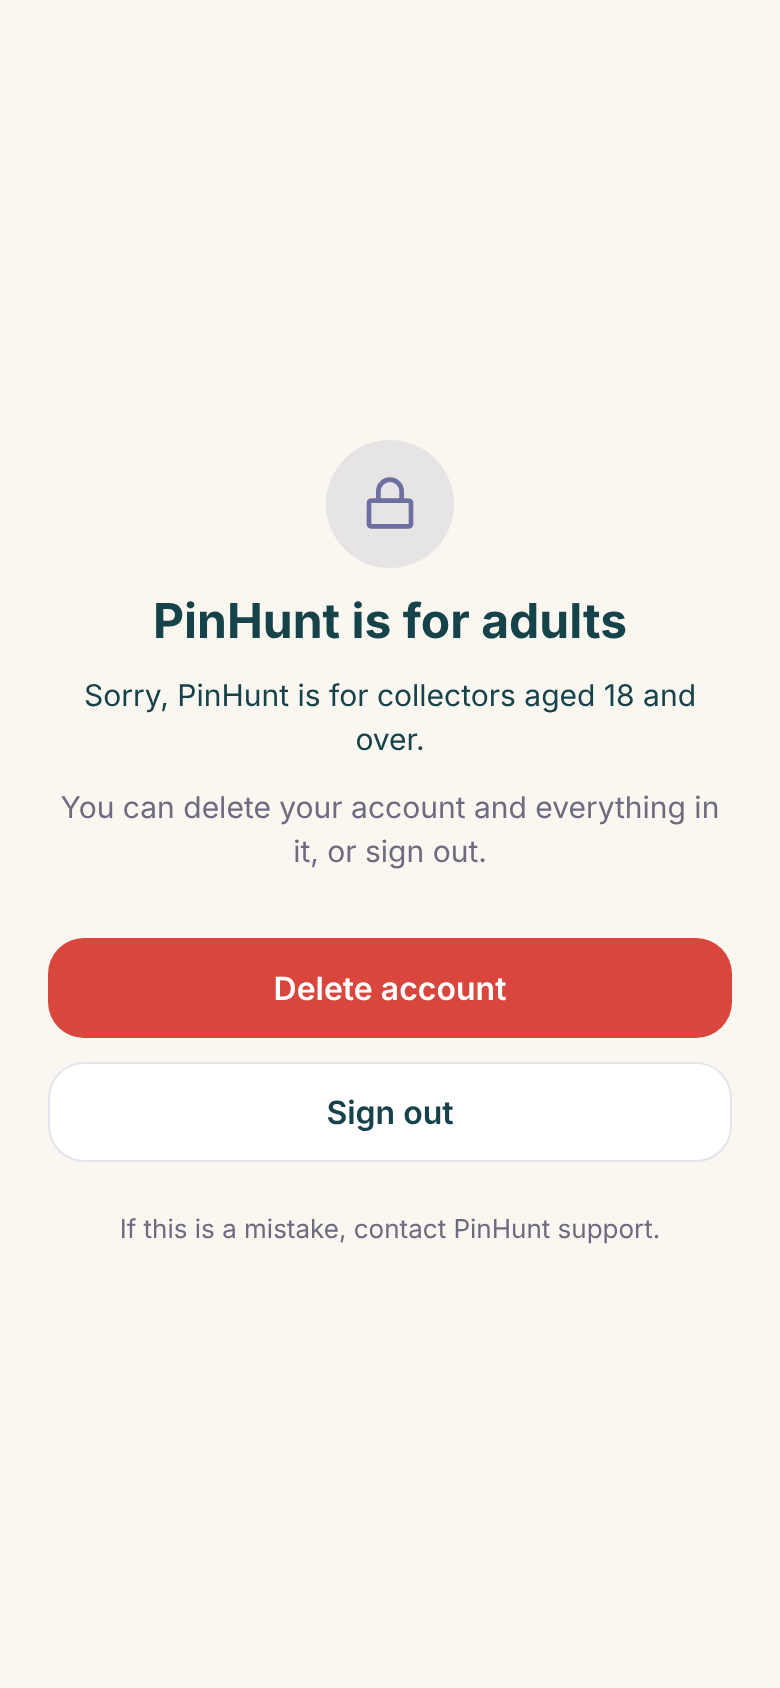 PinHunt is for adults
Sorry, PinHunt is for collectors aged 18 and
over.
You can delete your account and everything in
it, or sign out.
Delete account
Sign out
If this is a mistake, contact PinHunt support.